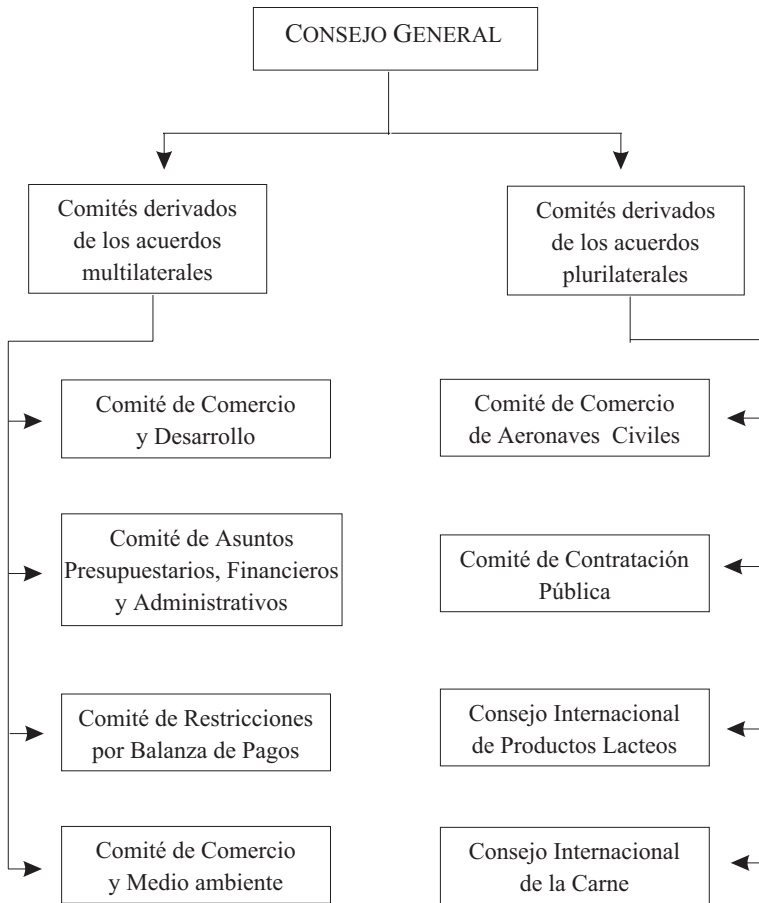 CONSEJO GENERAL
Comités derivados
de los acuerdos
multilaterales
Comités derivados
de los acuerdos
plurilaterales
Comité de Comercio
y Desarrollo
Comité de Asuntos
Presupuestarios, Financieros
y Administrativos
Comité de Restricciones
por Balanza de Pagos
Comité de Comercio
y Medio ambiente
Comité de Comercio
de Aeronaves Civiles
Comité de Contratación
Pública
Consejo Internacional
de Productos Lacteos
Consejo Internacional
de la Carne